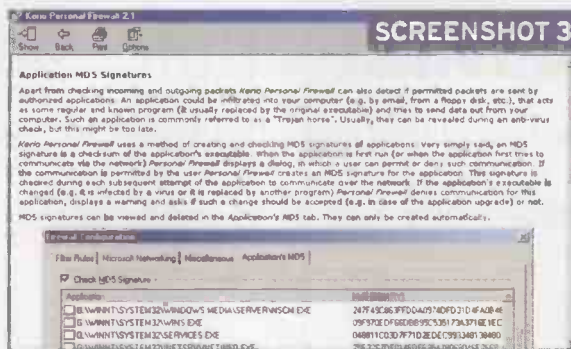 Kerio Personal Firewall 2.1
SCREENSHOT 3
Show Back Print Options
Application MD5 Signatures
Apart from checking incoming and outgoing packets Kerio Personal Firewall can also detect if permitted packets are sent by
authorized applications. An application could be infiltrated into your computer (e.g. by email, from a floppy disk, etc.), that acts
as some regular and known program (it usually replaced by the original executable) and tries to send data out from your
computer. Such an application is commonly referred to as a "Trojan horse". Usually, they can be revealed during an anti-virus
check, but this might be too late.
Kerio Personal Firewall uses a method of creating and checking MD5 signatures of applications. Very simply said, an MD5
signature is a checksum of the application's executable. When the application is first run (or when the application first tries to
communicate via the network) Personal Firewall displays a dialog, in which a user can permit or deny such communication. If
the communication is permitted by the user Personal Firewall creates an MD5 signature for the application. This signature is
checked during each subsequent attempt of the application to communicate over the network. If the application's executable is
changed (e.g. it is infected by a virus or it is replaced by another program) Personal Firewall denies communication for this
application, displays a warning and asks if such a change should be accepted (e.g. in case of the application upgrade) or not.
MD5 signatures can be viewed and deleted in the Application's MD5 tab. They can only be created automatically.
Firewall Configuration
Filter Rules Microsoft Networking Miscellaneous Application's MD5
Check MD5 Signature
Application
G:\WINNT\SYSTEM32\WINDOWS MEDIA\SERVER\NSCM.EXE
G:\WINNT\SYSTEM32\WINS.EXE
G:\WINNT\SYSTEM32\SERVICES.EXE